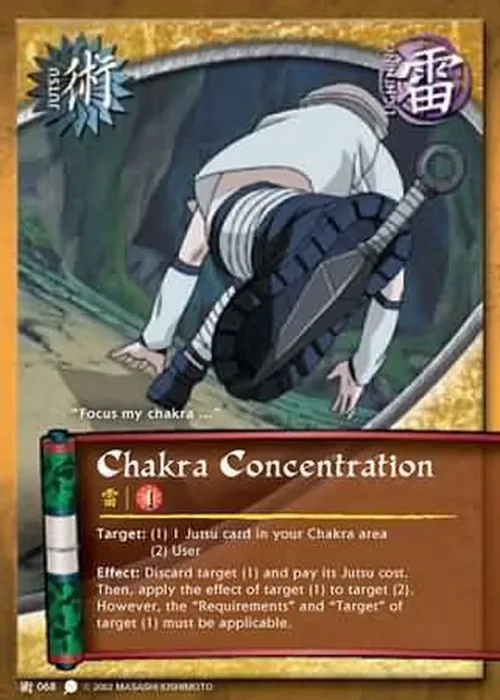 術
JUTSU
雷
LIGHTNING
"Focus my chakra ..."
Chakra Concentration
雷 1
Target: (1) 1 Jutsu card in your Chakra area
(2) User
Effect: Discard target (1) and pay its Jutsu cost.
Then, apply the effect of target (1) to target (2).
However, the "Requirements" and "Target" of
target (1) must be applicable.
術 068 © 2002 MASASHI KISHIMOTO